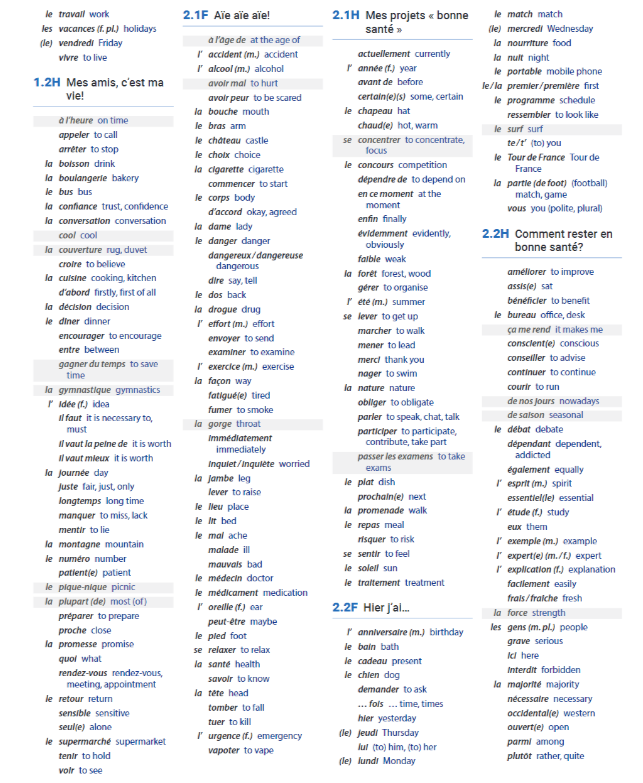 le travail work
les vacances (f. pl.) holidays
(le) vendredi Friday
vivre to live
1.2H Mes amis, c'est ma
vie!
à l'heure on time
appeler to call
arrêter to stop
la boisson drink
la boulangerie bakery
le bus bus
la confiance trust, confidence
la conversation conversation
cool cool
la couverture rug, duvet
croire to believe
la cuisine cooking, kitchen
d'abord firstly, first of all
la décision decision
le dîner dinner
encourager to encourage
entre between
gagner du temps to save
time
la gymnastique gymnastics
l' idée (f.) idea
il faut it is necessary to,
must
il vaut la peine de it is worth
il vaut mieux it is worth
la journée day
juste fair, just, only
longtemps long time
manquer to miss, lack
mentir to lie
la montagne mountain
le numéro number
patient(e) patient
le pique-nique picnic
la plupart (de) most (of)
préparer to prepare
proche close
la promesse promise
quoi what
rendez-vous rendez-vous,
meeting, appointment
le retour return
sensible sensitive
seul(e) alone
le supermarché supermarket
tenir to hold
voir to see
2.1F Aïe aïe aïe!
à l'âge de at the age of
l' accident (m.) accident
l' alcool (m.) alcohol
avoir mal to hurt
avoir peur to be scared
la bouche mouth
le bras arm
le château castle
le choix choice
la cigarette cigarette
commencer to start
le corps body
d'accord okay, agreed
la dame lady
le danger danger
dangereux/dangereuse
dangerous
dire say, tell
le dos back
la drogue drug
l' effort (m.) effort
envoyer to send
examiner to examine
l' exercice (m.) exercise
la façon way
fatigué(e) tired
fumer to smoke
la gorge throat
immédiatement
immediately
inquiet/inquiète worried
la jambe leg
lever to raise
le lieu place
le lit bed
le mal ache
malade ill
mauvais bad
le médecin doctor
le médicament medication
l' oreille (f.) ear
peut-être maybe
le pied foot
se relaxer to relax
la santé health
savoir to know
la tête head
tomber to fall
tuer to kill
l' urgence (f.) emergency
vapoter to vape
2.1H Mes projets « bonne
santé »
actuellement currently
l' année (f.) year
avant de before
certain(e)(s) some, certain
le chapeau hat
chaud(e) hot, warm
se concentrer to concentrate,
focus
le concours competition
dépendre de to depend on
en ce moment at the
moment
enfin finally
évidemment evidently,
obviously
faible weak
la forêt forest, wood
gérer to organise
l' été (m.) summer
se lever to get up
marcher to walk
mener to lead
merci thank you
nager to swim
la nature nature
obliger to obligate
parler to speak, chat, talk
participer to participate,
contribute, take part
passer les examens to take
exams
le plat dish
prochain(e) next
la promenade walk
le repas meal
risquer to risk
se sentir to feel
le soleil sun
le traitement treatment
2.2F Hier j'ai...
l' anniversaire (m.) birthday
le bain bath
le cadeau present
le chien dog
demander to ask
... fois ... time, times
hier yesterday
(le) jeudi Thursday
lui (to) him, (to) her
(le) lundi Monday
le match match
(le) mercredi Wednesday
la nourriture food
la nuit night
le portable mobile phone
le/la premier/première first
le programme schedule
ressembler to look like
le surf surf
te/t' (to) you
le Tour de France Tour de
France
la partie (de foot) (football)
match, game
vous you (polite, plural)
2.2H Comment rester en
bonne santé?
améliorer to improve
assis(e) sat
bénéficier to benefit
le bureau office, desk
ça me rend it makes me
conscient(e) conscious
conseiller to advise
continuer to continue
courir to run
de nos jours nowadays
de saison seasonal
le débat debate
dépendant dependent,
addicted
également equally
l' esprit (m.) spirit
essentiel(le) essential
l' étude (f.) study
eux them
l' exemple (m.) example
l' expert(e) (m./f.) expert
l' explication (f.) explanation
facilement easily
frais/fraîche fresh
la force strength
les gens (m. pl.) people
grave serious
ici here
interdit forbidden
la majorité majority
nécessaire necessary
occidental(e) western
ouvert(e) open
parmi among
plutôt rather, quite